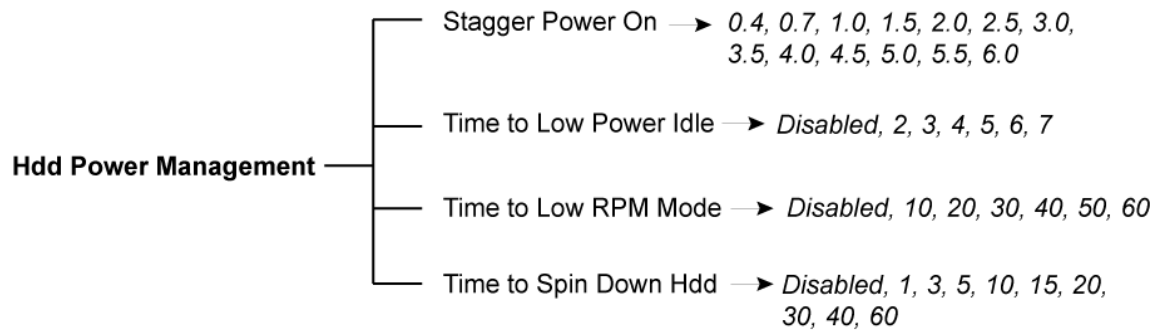 Stagger Power On
0.4, 0.7, 1.0, 1.5, 2.0, 2.5, 3.0,
3.5, 4.0, 4.5, 5.0, 5.5, 6.0
Time to Low Power Idle
Disabled, 2, 3, 4, 5, 6, 7
Hdd Power Management
Time to Low RPM Mode
Disabled, 10, 20, 30, 40, 50, 60
Time to Spin Down Hdd
Disabled, 1, 3, 5, 10, 15, 20,
30, 40, 60